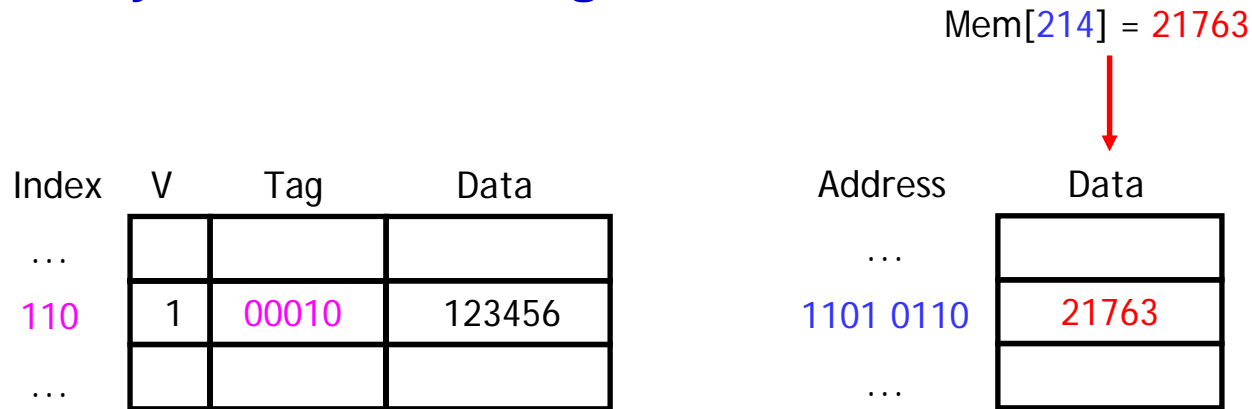 Mem[214] = 21763
Index V Tag Data
...
110 1 00010 123456
...
Address Data
...
1101 0110 21763
...